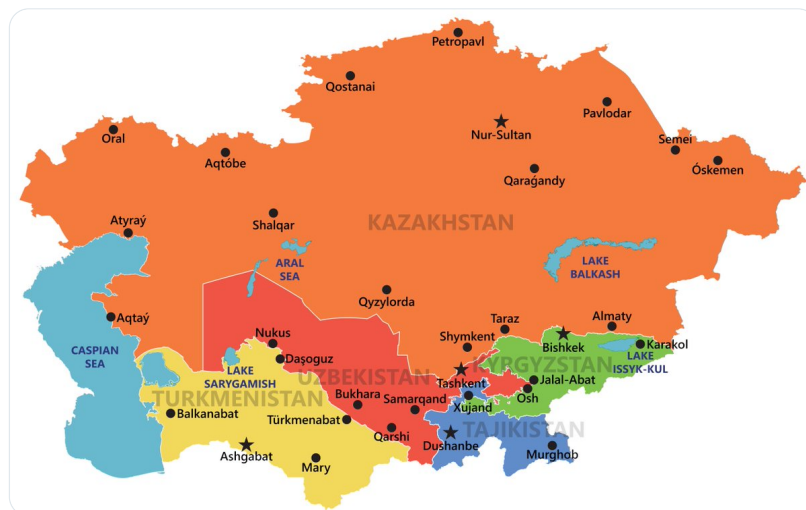 Petropavl
Qostanai
Pavlodar
Nur-Sultan
Oral
Semei
Aqtóbe
Óskemen
Qaraǵandy
Shalqar
KAZAKHSTAN
Atyraý
ARAL
SEA
LAKE
BALKASH
Qyzylorda
Aqtaý
Taraz
Almaty
Nukus
Shymkent
Bishkek
Karakol
CASPIAN
SEA
Daşoguz
LAKE
ISSYK-KUL
LAKE
SARYGAMISH
KYRGYZSTAN
UZBEKISTAN
Tashkent
Jalal-Abat
TURKMENISTAN
Bukhara
Samarqand
Xujand
Osh
Balkanabat
Türkmenabat
Qarshi
TAJIKISTAN
Dushanbe
Ashgabat
Mary
Murghob